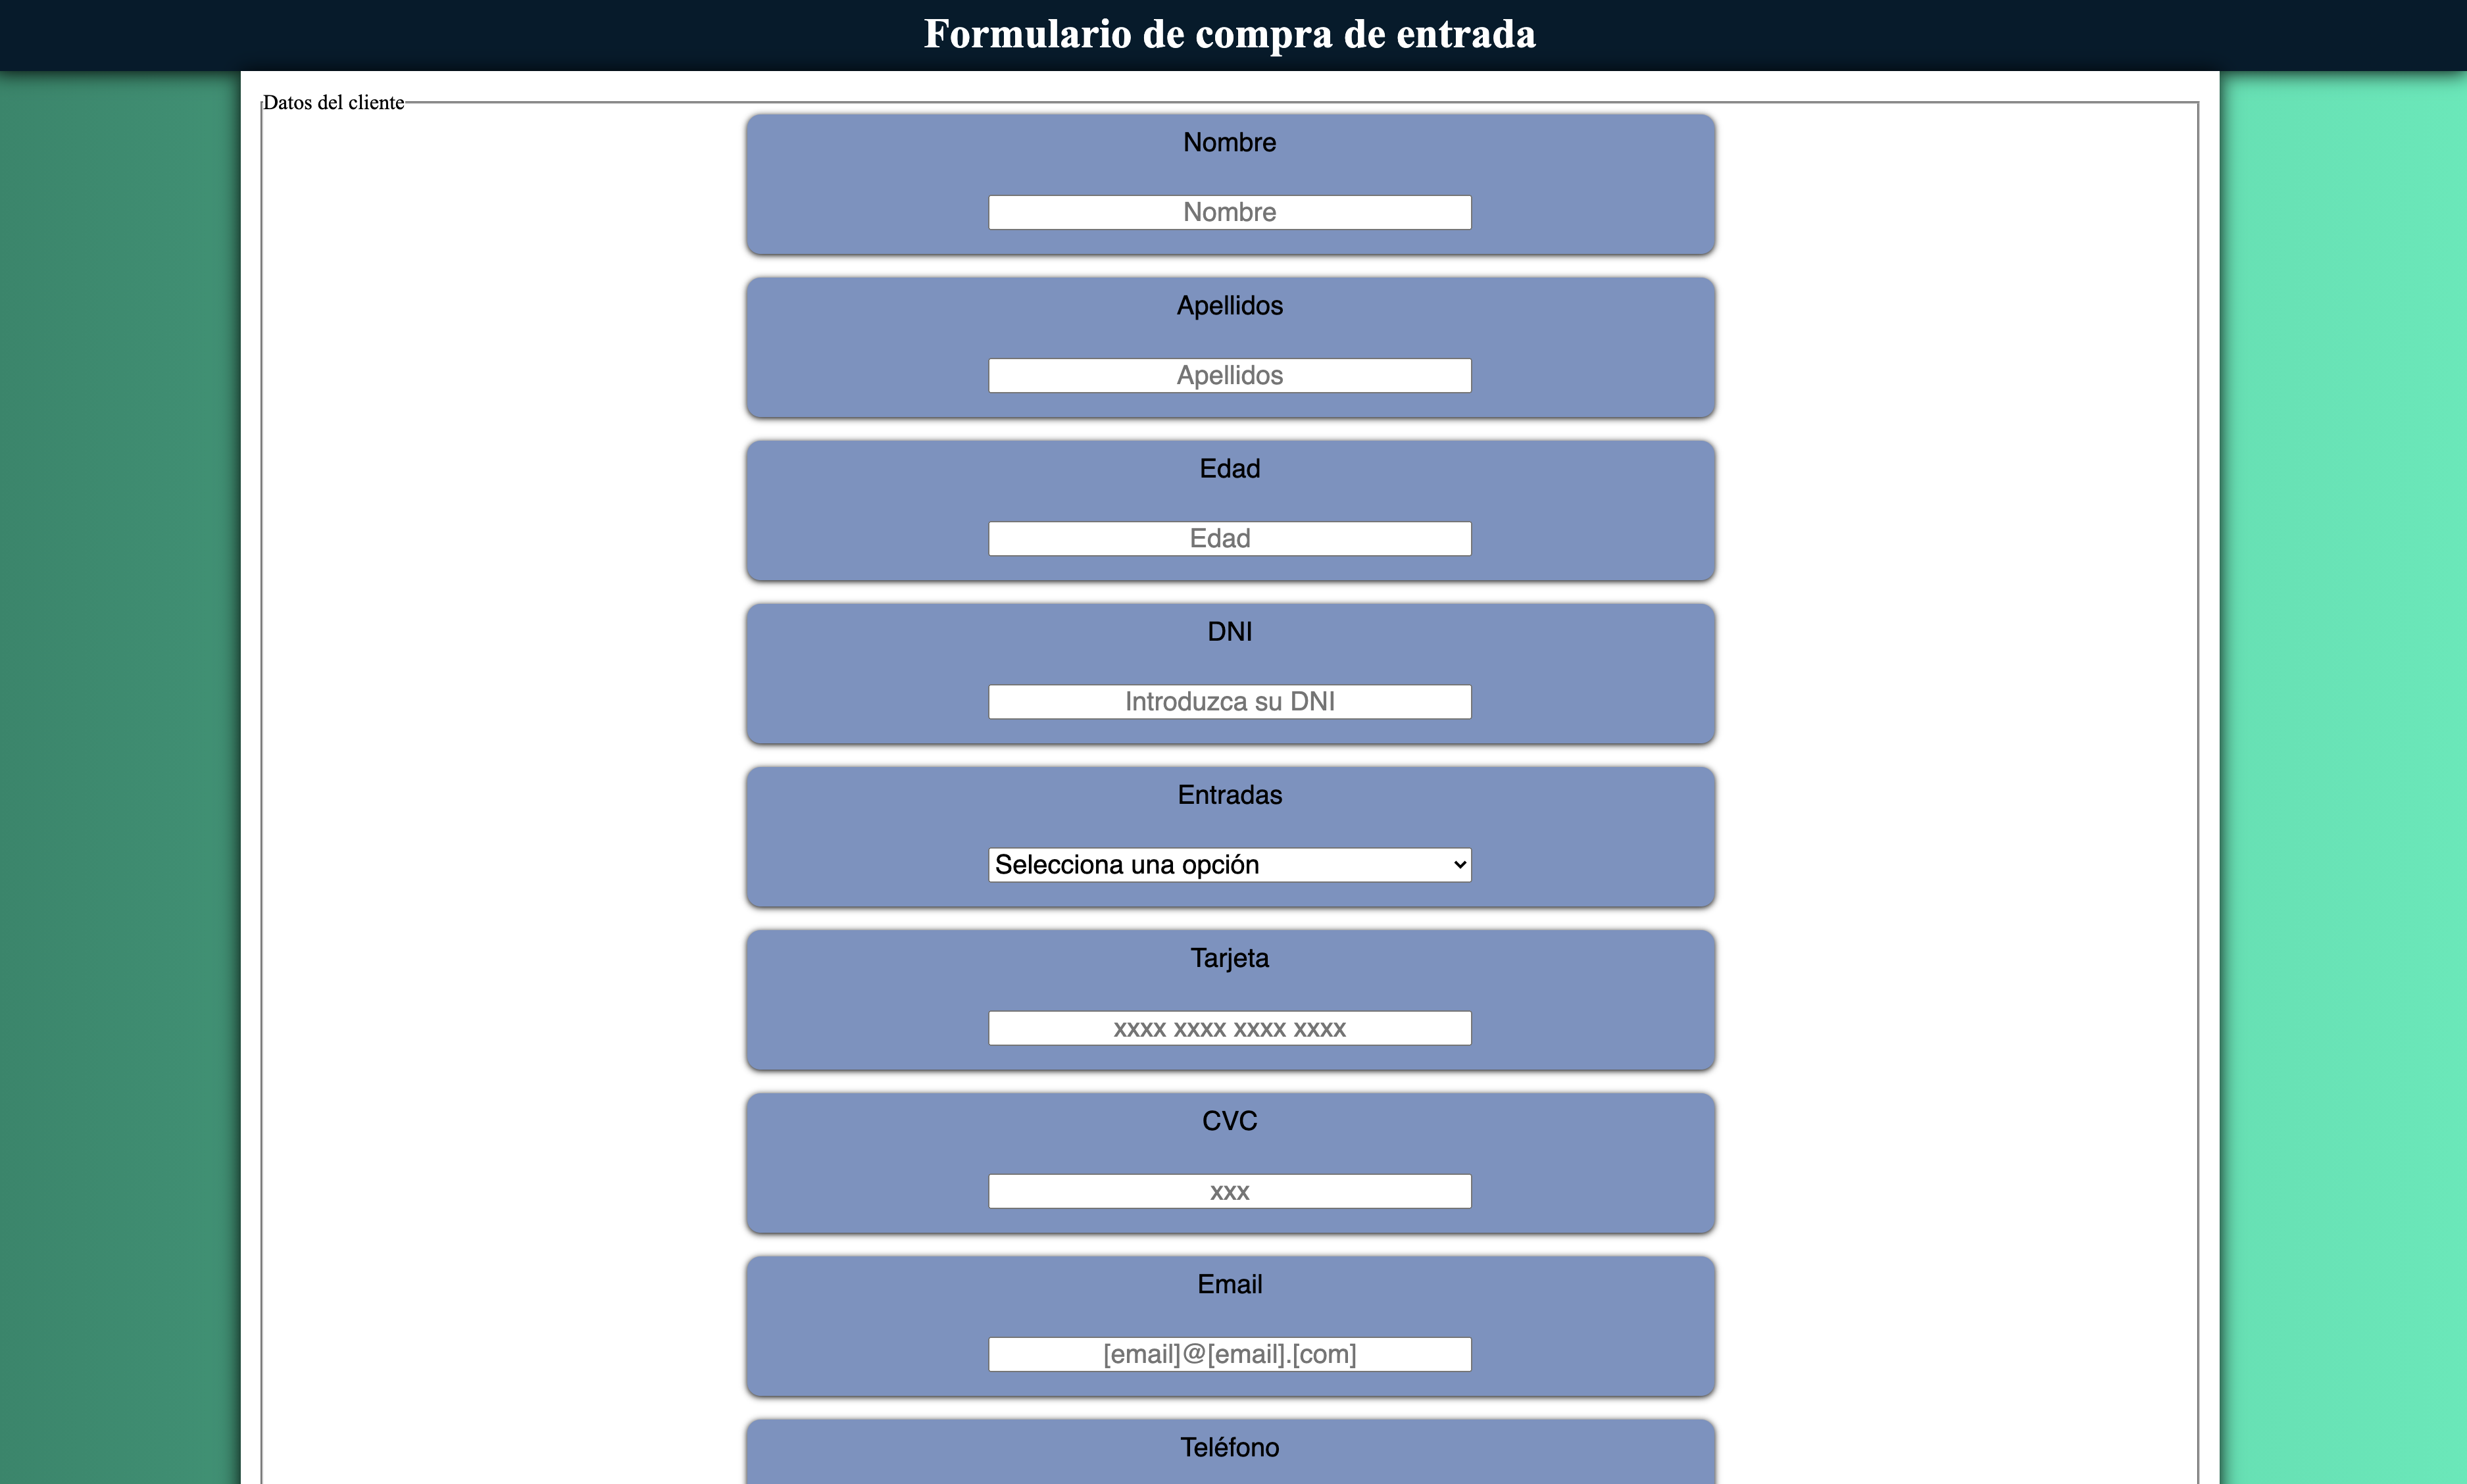 Formulario de compra de entrada
Datos del cliente
Nombre
Nombre
Apellidos
Apellidos
Edad
Edad
DNI
Introduzca su DNI
Entradas
Selecciona una opción
Tarjeta
xxxx xxxx xxxx xxxx
CVC
xxx
Email
[email]@[email].[com]
Teléfono